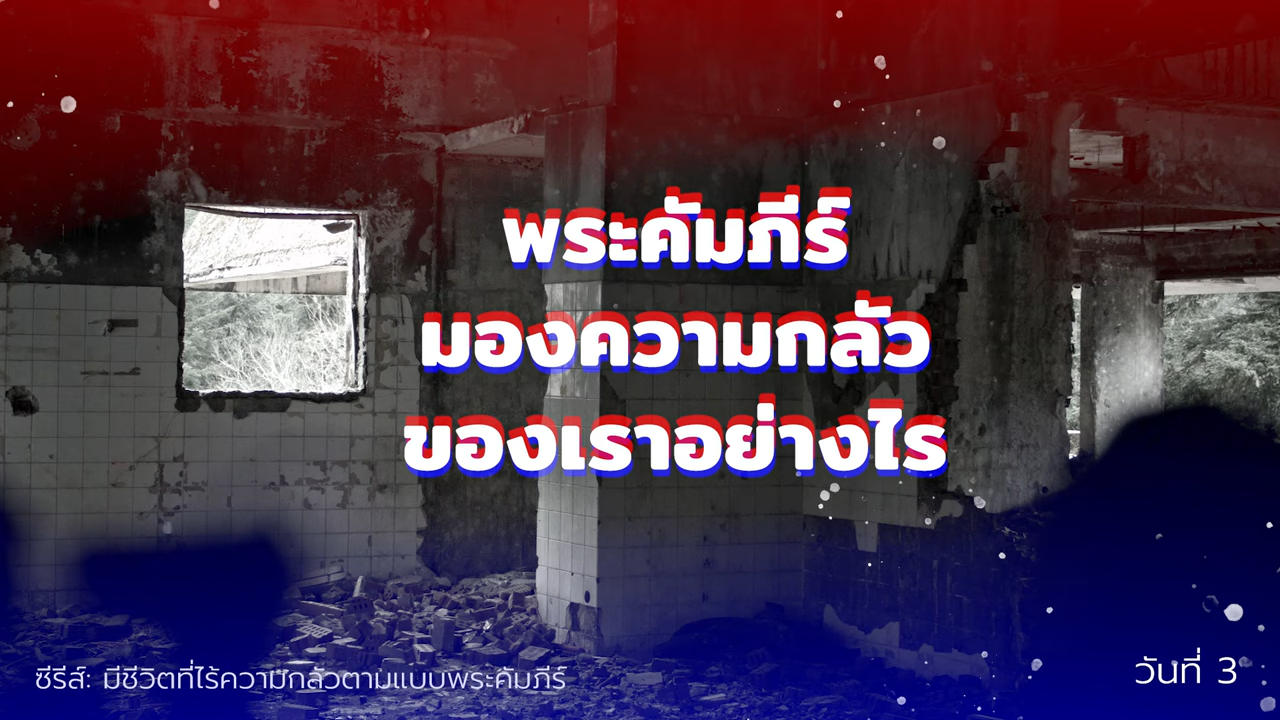 พระคัมภีร์
มองความกลัว
ของเราอย่างไร
ซีรีส์: มีชีวิตที่ไร้ความกลัวตามแบบพระคัมภีร์
วันที่ 3